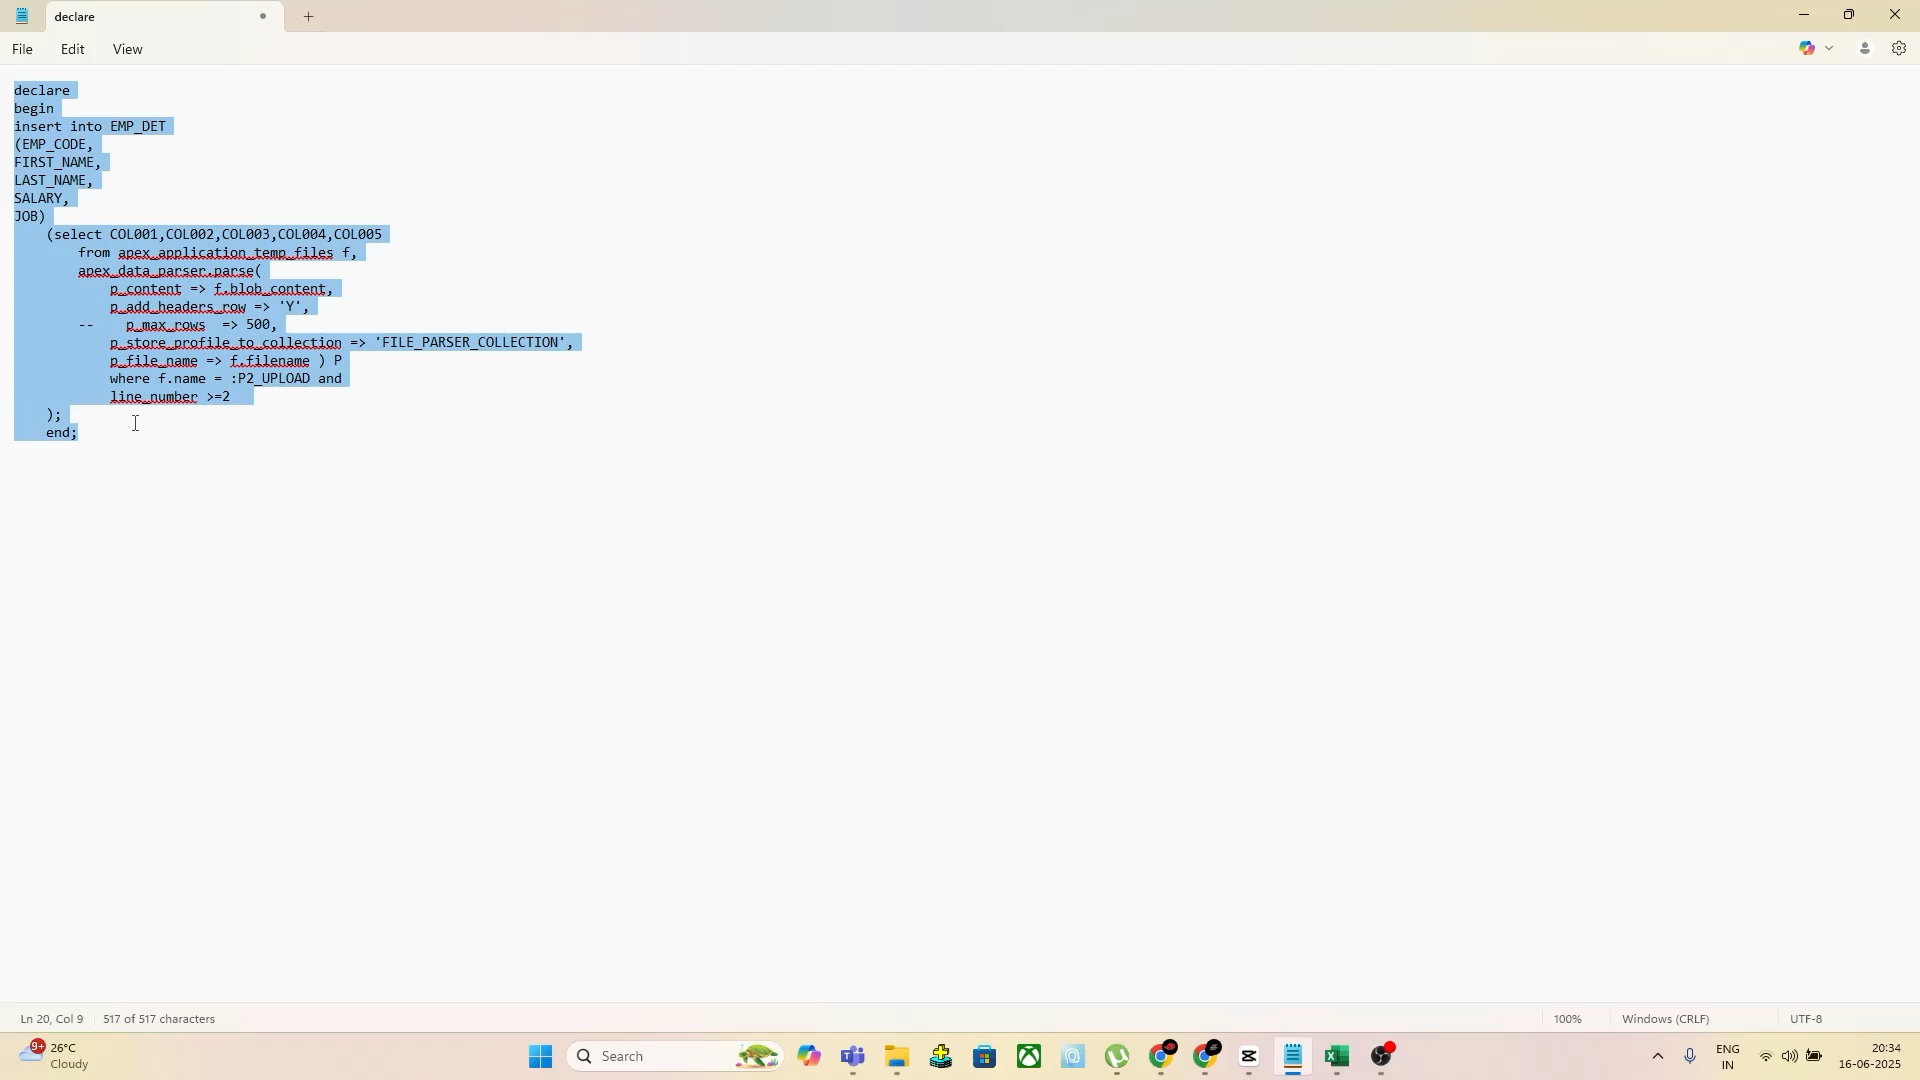 declare
File
Edit
View
declare
begin
insert into EMP_DET
(EMP_CODE,
FIRST_NAME,
LAST_NAME,
SALARY,
JOB)
(select COL001,COL002,COL003,COL004,COL005
from apex_application_temp_files f,
apex_data_parser.parse(
p_content => f.blob_content,
p_add_headers_row => 'Y',
--    p_max_rows  => 500,
p_store_profile_to_collection => 'FILE_PARSER_COLLECTION',
p_file_name => f.filename ) P
where f.name = :P2_UPLOAD and
line_number >=2
);
end;
Ln 20, Col 9
517 of 517 characters
100%
Windows (CRLF)
UTF-8
9+
26°C
Cloudy
Search
ENG
IN
20:34
16-06-2025